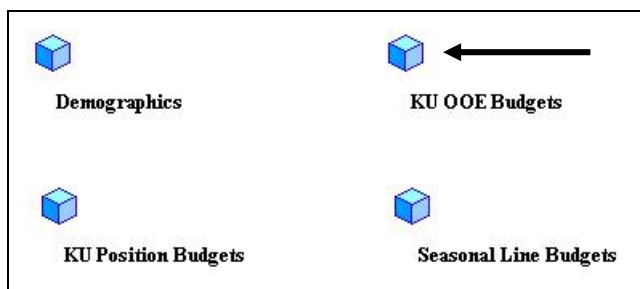 Demographics
KU OOE Budgets
KU Position Budgets
Seasonal Line Budgets